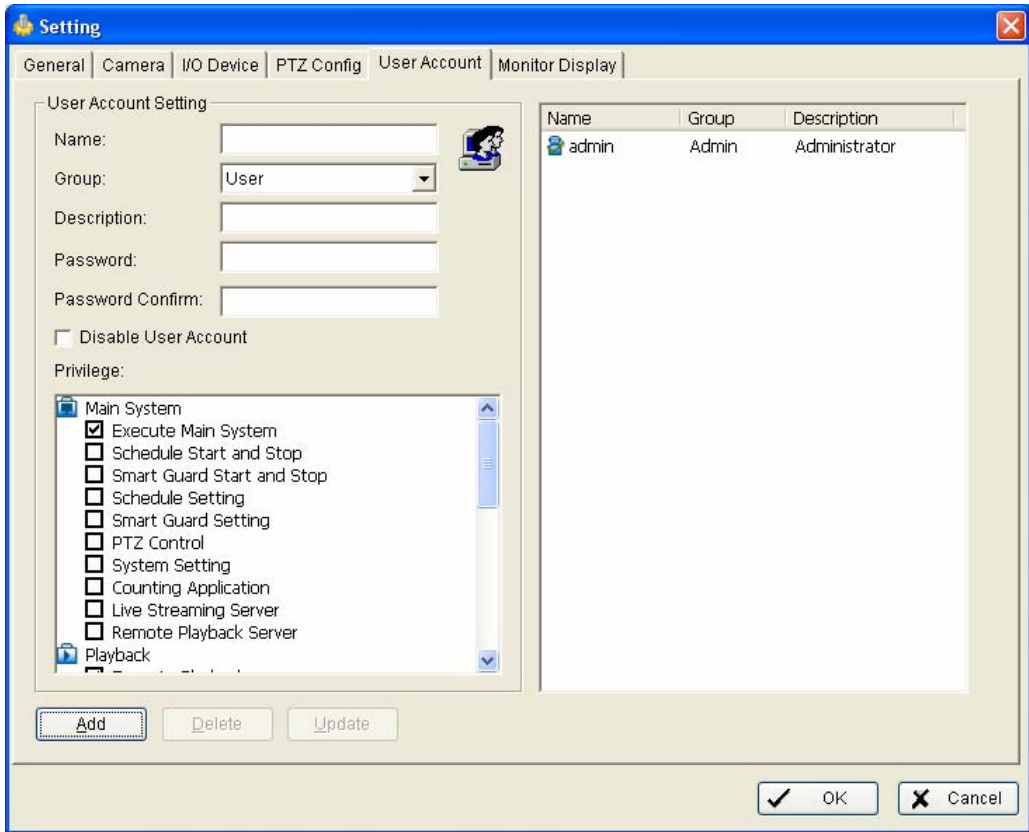 Setting
General
Camera
I/O Device
PTZ Config
User Account
Monitor Display
User Account Setting
Name:
Group:
User
Description:
Password:
Password Confirm:
Disable User Account
Privilege:
Main System
Execute Main System
Schedule Start and Stop
Smart Guard Start and Stop
Schedule Setting
Smart Guard Setting
PTZ Control
System Setting
Counting Application
Live Streaming Server
Remote Playback Server
Playback
Name Group Description
admin Admin Administrator
Add
Delete
Update
OK
Cancel